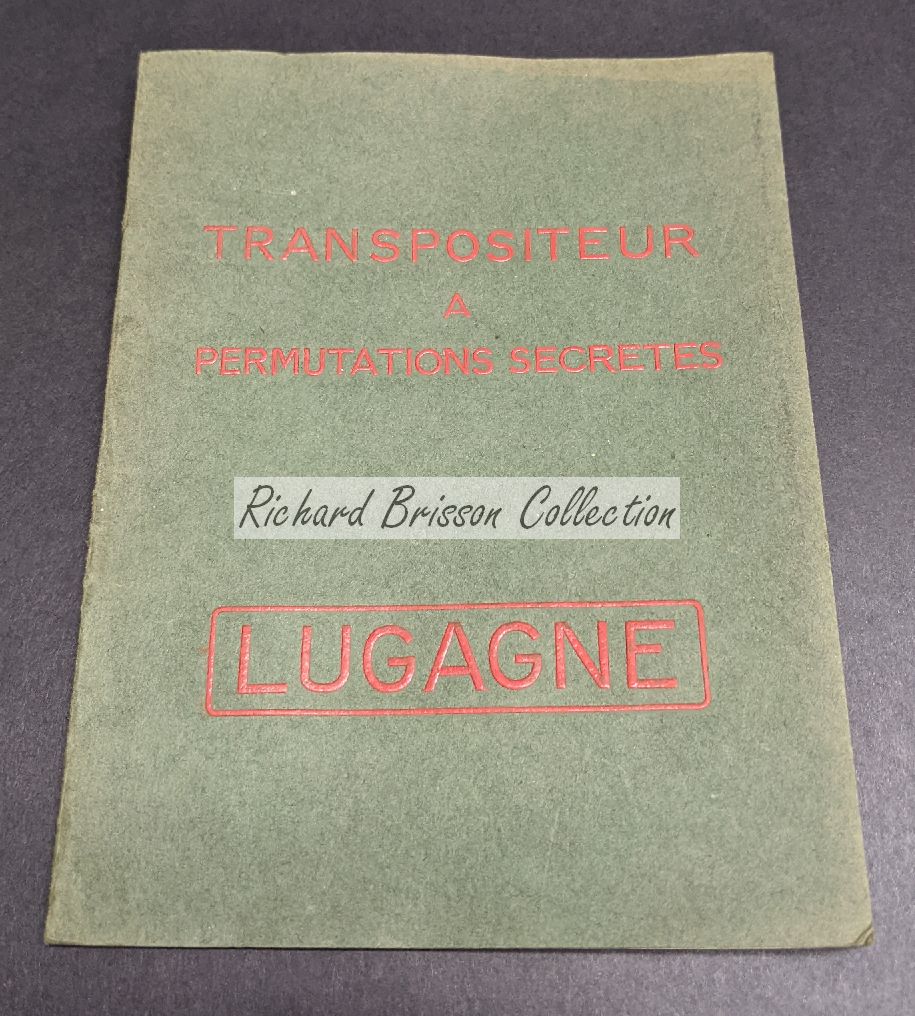 TRANSPOSITEUR
A
PERMUTATIONS SECRETES
Richard Brisson Collection
LUGAGNE